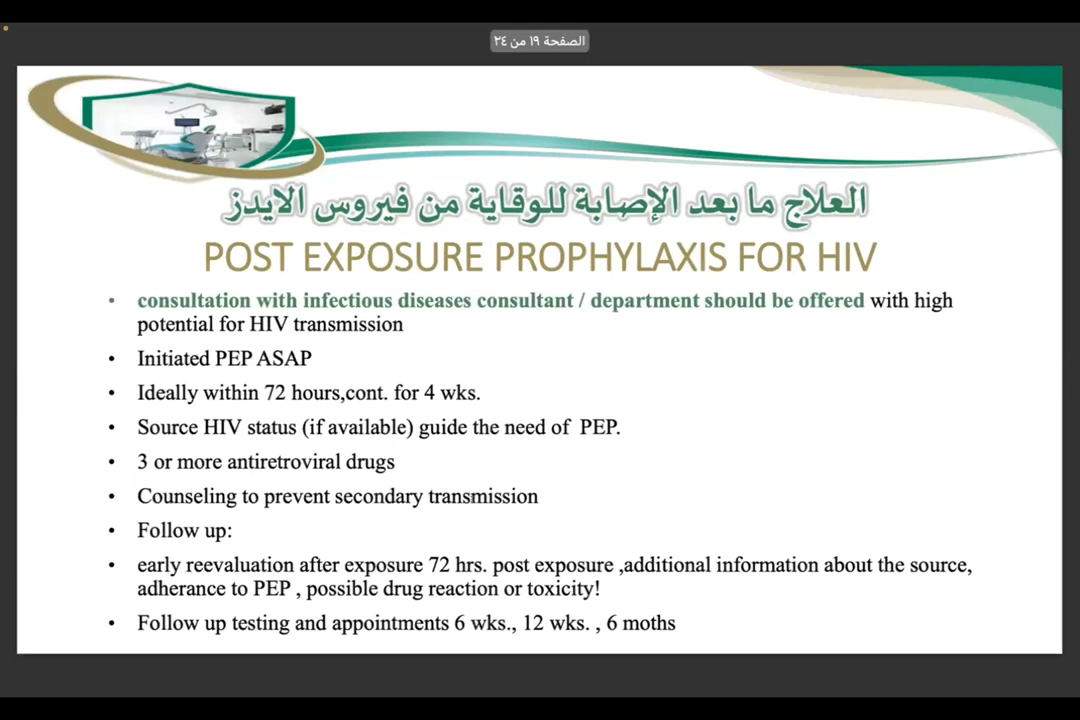 الصفحة ١٩ من ٢٤
العلاج ما بعد الإصابة للوقاية من فيروس الايدز
POST EXPOSURE PROPHYLAXIS FOR HIV
• consultation with infectious diseases consultant / department should be offered with high
potential for HIV transmission
• Initiated PEP ASAP
• Ideally within 72 hours,cont. for 4 wks.
• Source HIV status (if available) guide the need of PEP.
• 3 or more antiretroviral drugs
• Counseling to prevent secondary transmission
• Follow up:
• early reevaluation after exposure 72 hrs. post exposure ,additional information about the source,
adherance to PEP , possible drug reaction or toxicity!
• Follow up testing and appointments 6 wks., 12 wks. , 6 moths